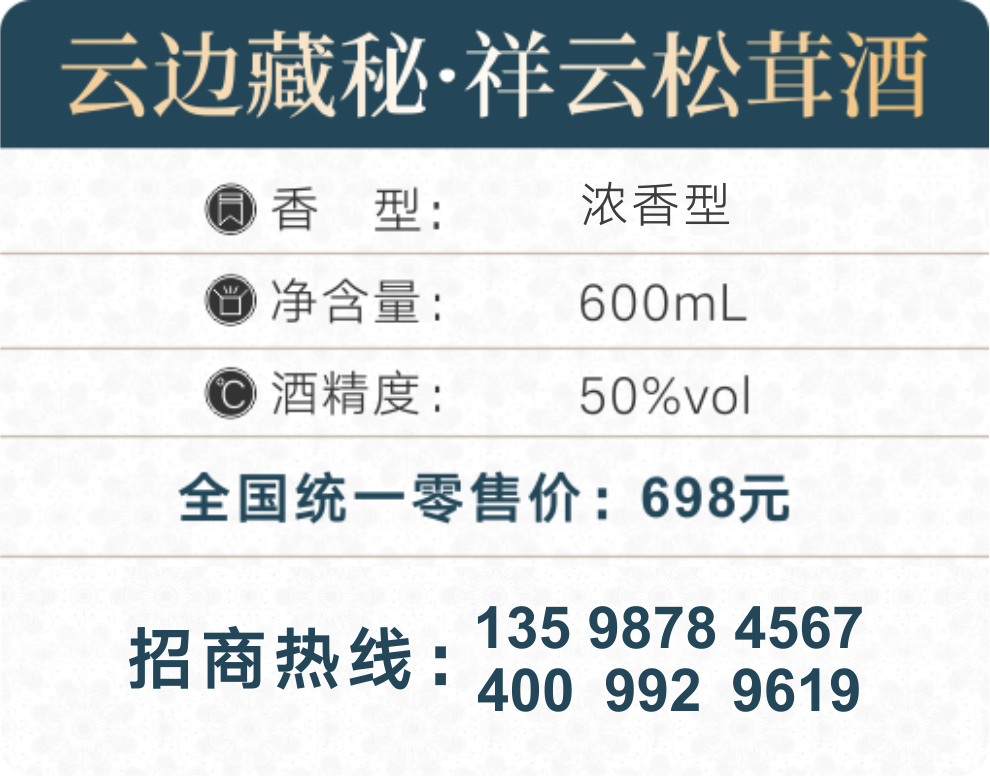 云边藏秘·祥云松茸酒
香 型： 浓香型
净含量： 600mL
℃ 酒精度： 50%vol
全国统一零售价：698元
招商热线：
135 9878 4567
400 992 9619